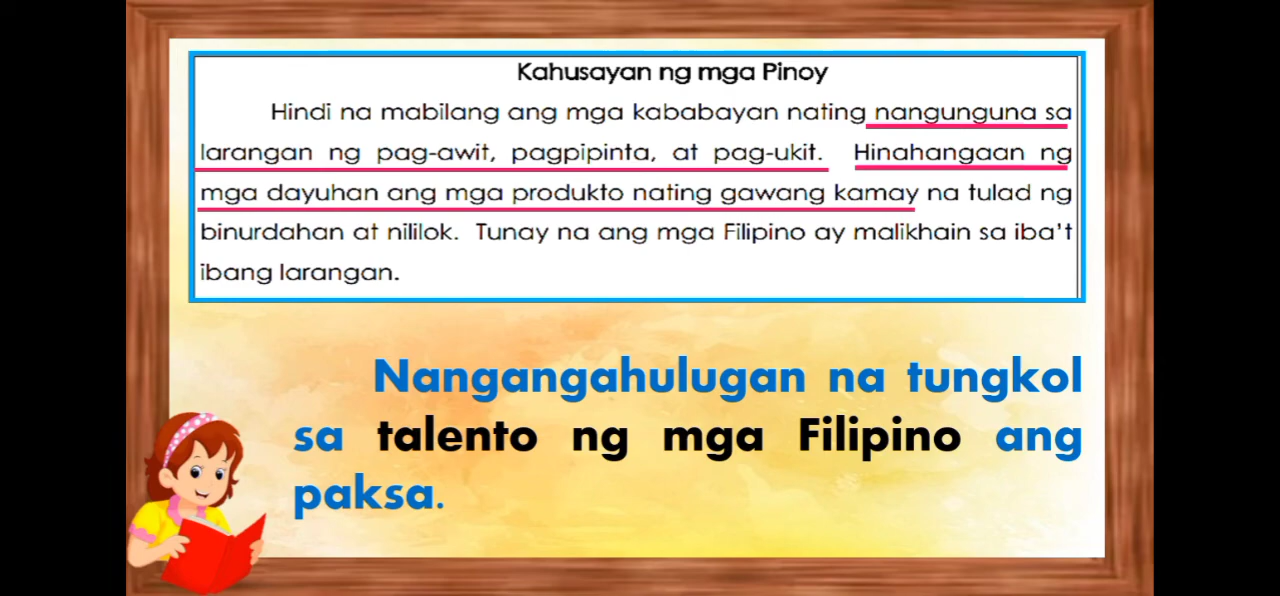 Kahusayan ng mga Pinoy
Hindi na mabilang ang mga kababayan nating nangunguna sa
larangan ng pag-awit, pagpipinta, at pag-ukit. Hinahangaan ng
mga dayuhan ang mga produkto nating gawang kamay na tulad ng
binurdahan at nililok. Tunay na ang mga Filipino ay malikhain sa iba't
ibang larangan.
Nangangahulugan na tungkol
sa talento ng mga Filipino ang
paksa.